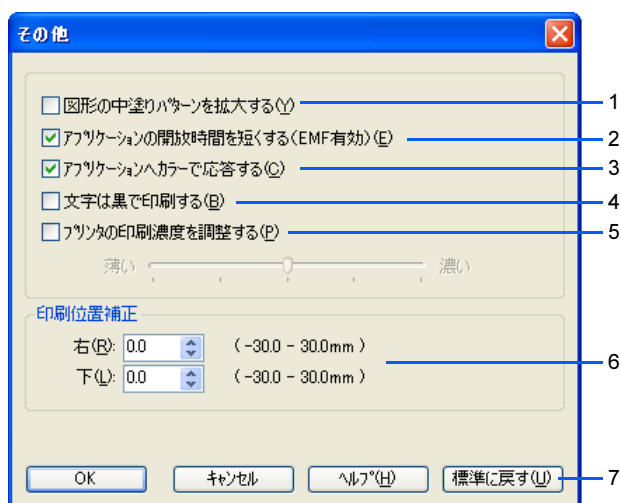 その他
図形の中塗りパターンを拡大する(Y) 1
アプリケーションの開放時間を短くする(EMF有効)(E) 2
アプリケーションへカラーで応答する(C) 3
文字は黒で印刷する(B) 4
プリンタの印刷濃度を調整する(P) 5
薄い 濃い
印刷位置補正
右(R): 0.0 (-30.0 - 30.0mm)
6
下(L): 0.0 (-30.0 - 30.0mm)
OK キャンセル ヘルプ(H) 標準に戻す(U) 7